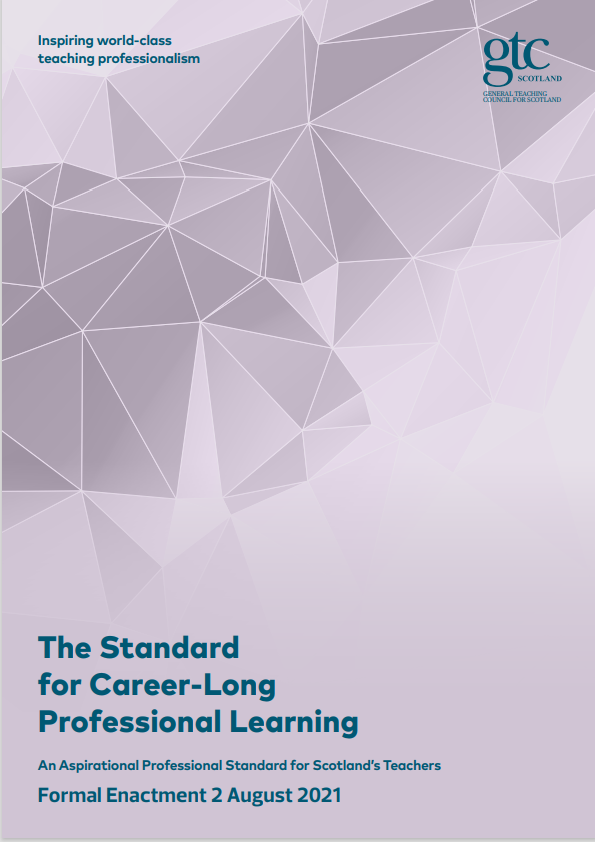 Inspiring world-class
teaching professionalism
gtc
SCOTLAND
GENERAL TEACHING
COUNCIL FOR SCOTLAND
The Standard
for Career-Long
Professional Learning
An Aspirational Professional Standard for Scotland's Teachers
Formal Enactment 2 August 2021